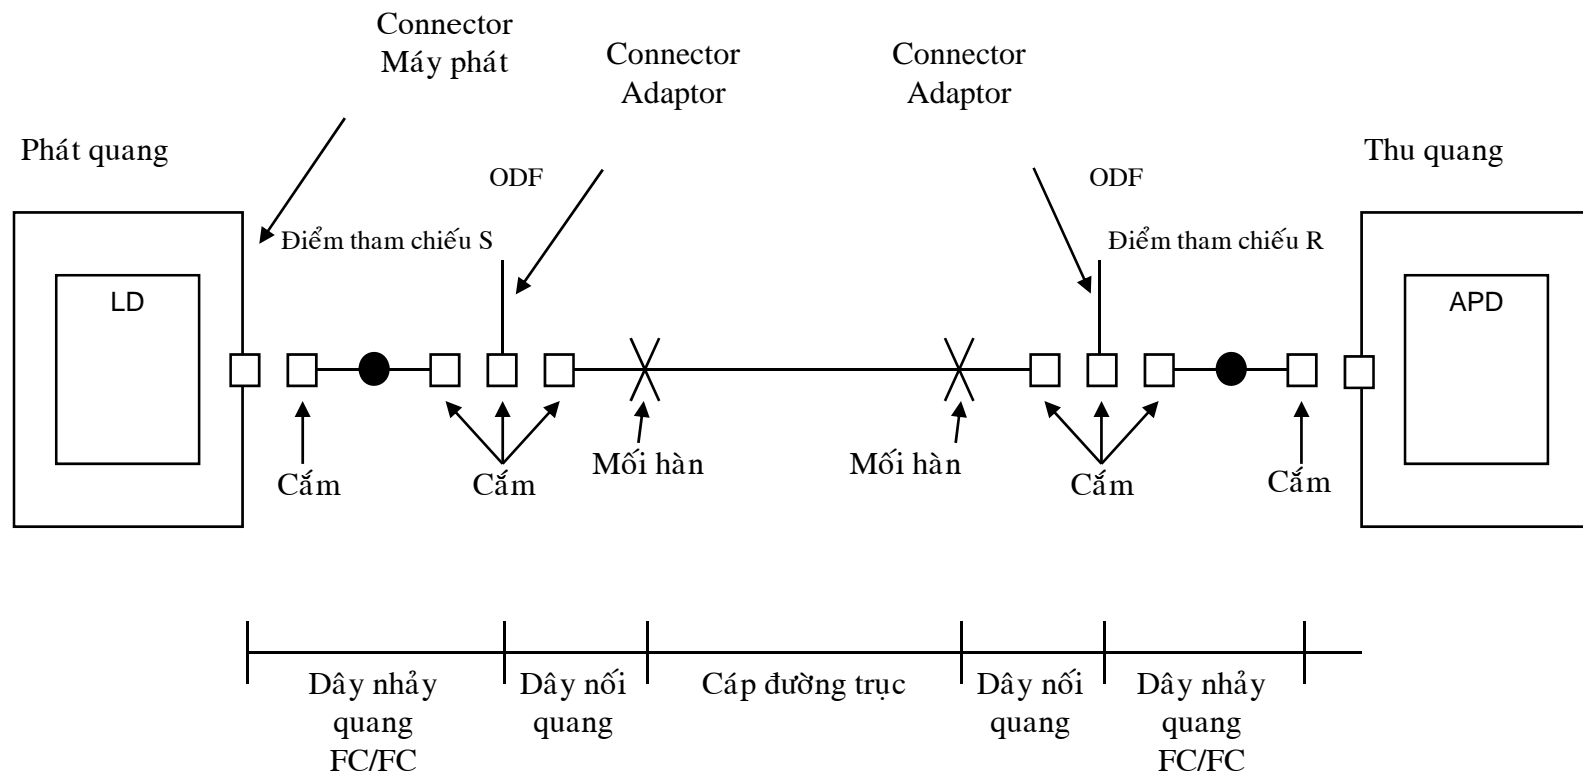 Connector
Máy phát
Connector
Adaptor
Connector
Adaptor
Phát quang
Thu quang
ODF
ODF
Điểm tham chiếu S
Điểm tham chiếu R
LD
APD
Cắm
Cắm
Mối hàn
Mối hàn
Cắm
Cắm
Dây nhảy
quang
FC/FC
Dây nối
quang
Cáp đường trục
Dây nối
quang
Dây nhảy
quang
FC/FC